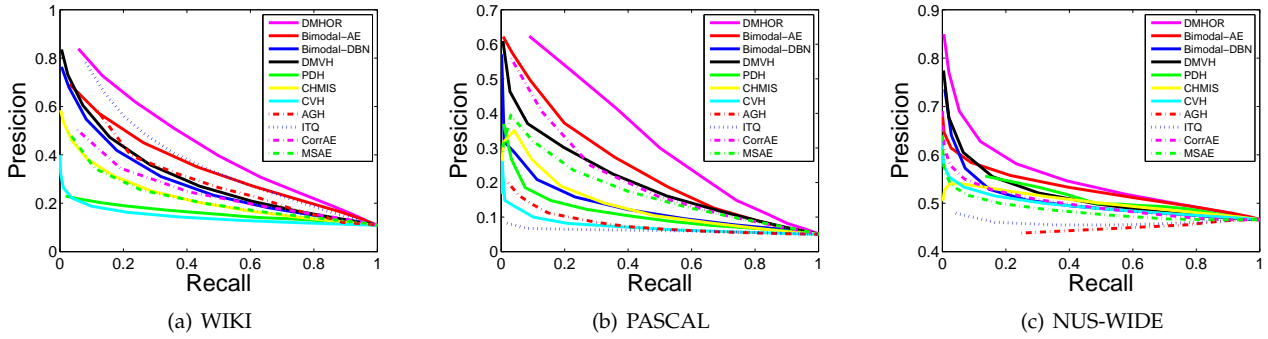 1.2
1
0.8
0.6
0.4
0.2
0
Presicion
0 0.2 0.4 0.6 0.8 1
Recall
DMHOR
Bimodal-AE
Bimodal-DBN
DMVH
PDH
CHMIS
CVH
AGH
ITQ
CorrAE
MSAE
(a) WIKI
0.7
0.6
0.5
0.4
0.3
0.2
0.1
0
Presicion
0 0.2 0.4 0.6 0.8 1
Recall
DMHOR
Bimodal-AE
Bimodal-DBN
DMVH
PDH
CHMIS
CVH
AGH
ITQ
CorrAE
MSAE
(b) PASCAL
0.9
0.8
0.7
0.6
0.5
0.4
Presicion
0 0.2 0.4 0.6 0.8 1
Recall
DMHOR
Bimodal-AE
Bimodal-DBN
DMVH
PDH
CHMIS
CVH
AGH
ITQ
CorrAE
MSAE
(c) NUS-WIDE